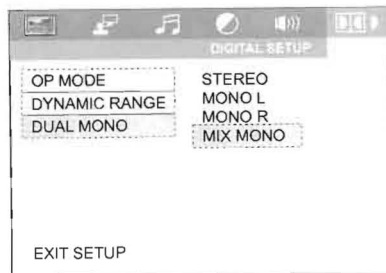 DIGITAL SETUP
OP MODE
DYNAMIC RANGE
DUAL MONO
STEREO
MONO L
MONO R
MIX MONO
EXIT SETUP